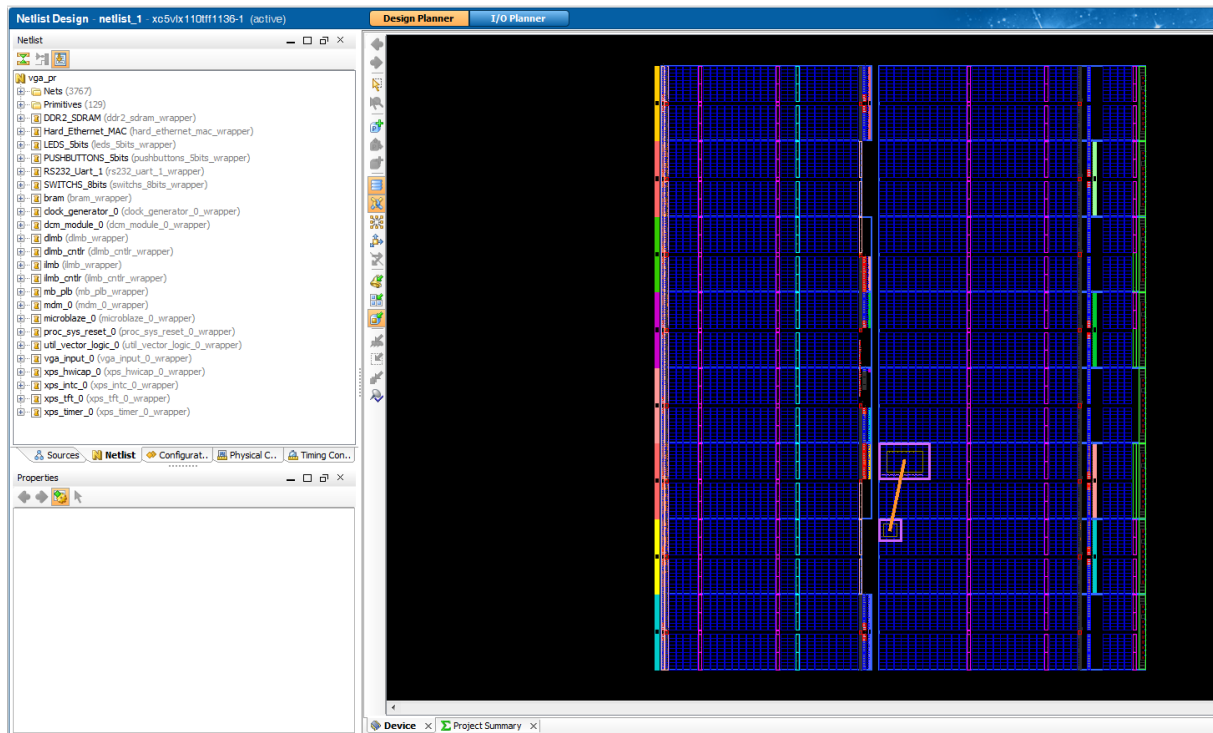 Netlist Design - netlist_1 - xc5vlx110tff1136-1 (active)
Design Planner
I/O Planner
Netlist
vga_pr
Nets (3767)
Primitives (129)
DDR2_SDRAM (ddr2_sdram_wrapper)
Hard_Ethernet_MAC (hard_ethernet_mac_wrapper)
LEDS_5bits (leds_5bits_wrapper)
PUSHBUTTONS_5bits (pushbuttons_5bits_wrapper)
RS232_Uart_1 (rs232_uart_1_wrapper)
SWITCHS_8bits (switchs_8bits_wrapper)
bram (bram_wrapper)
clock_generator_0 (clock_generator_0_wrapper)
dcm_module_0 (dcm_module_0_wrapper)
dlmb (dlmb_wrapper)
dlmb_cntlr (dlmb_cntlr_wrapper)
ilmb (ilmb_wrapper)
ilmb_cntlr (ilmb_cntlr_wrapper)
mb_plb (mb_plb_wrapper)
mdm_0 (mdm_0_wrapper)
microblaze_0 (microblaze_0_wrapper)
proc_sys_reset_0 (proc_sys_reset_0_wrapper)
util_vector_logic_0 (util_vector_logic_0_wrapper)
vga_input_0 (vga_input_0_wrapper)
xps_hwicap_0 (xps_hwicap_0_wrapper)
xps_intc_0 (xps_intc_0_wrapper)
xps_tft_0 (xps_tft_0_wrapper)
xps_timer_0 (xps_timer_0_wrapper)
Sources Netlist Configurat.. Physical C.. Timing Con..
Properties
Device Project Summary